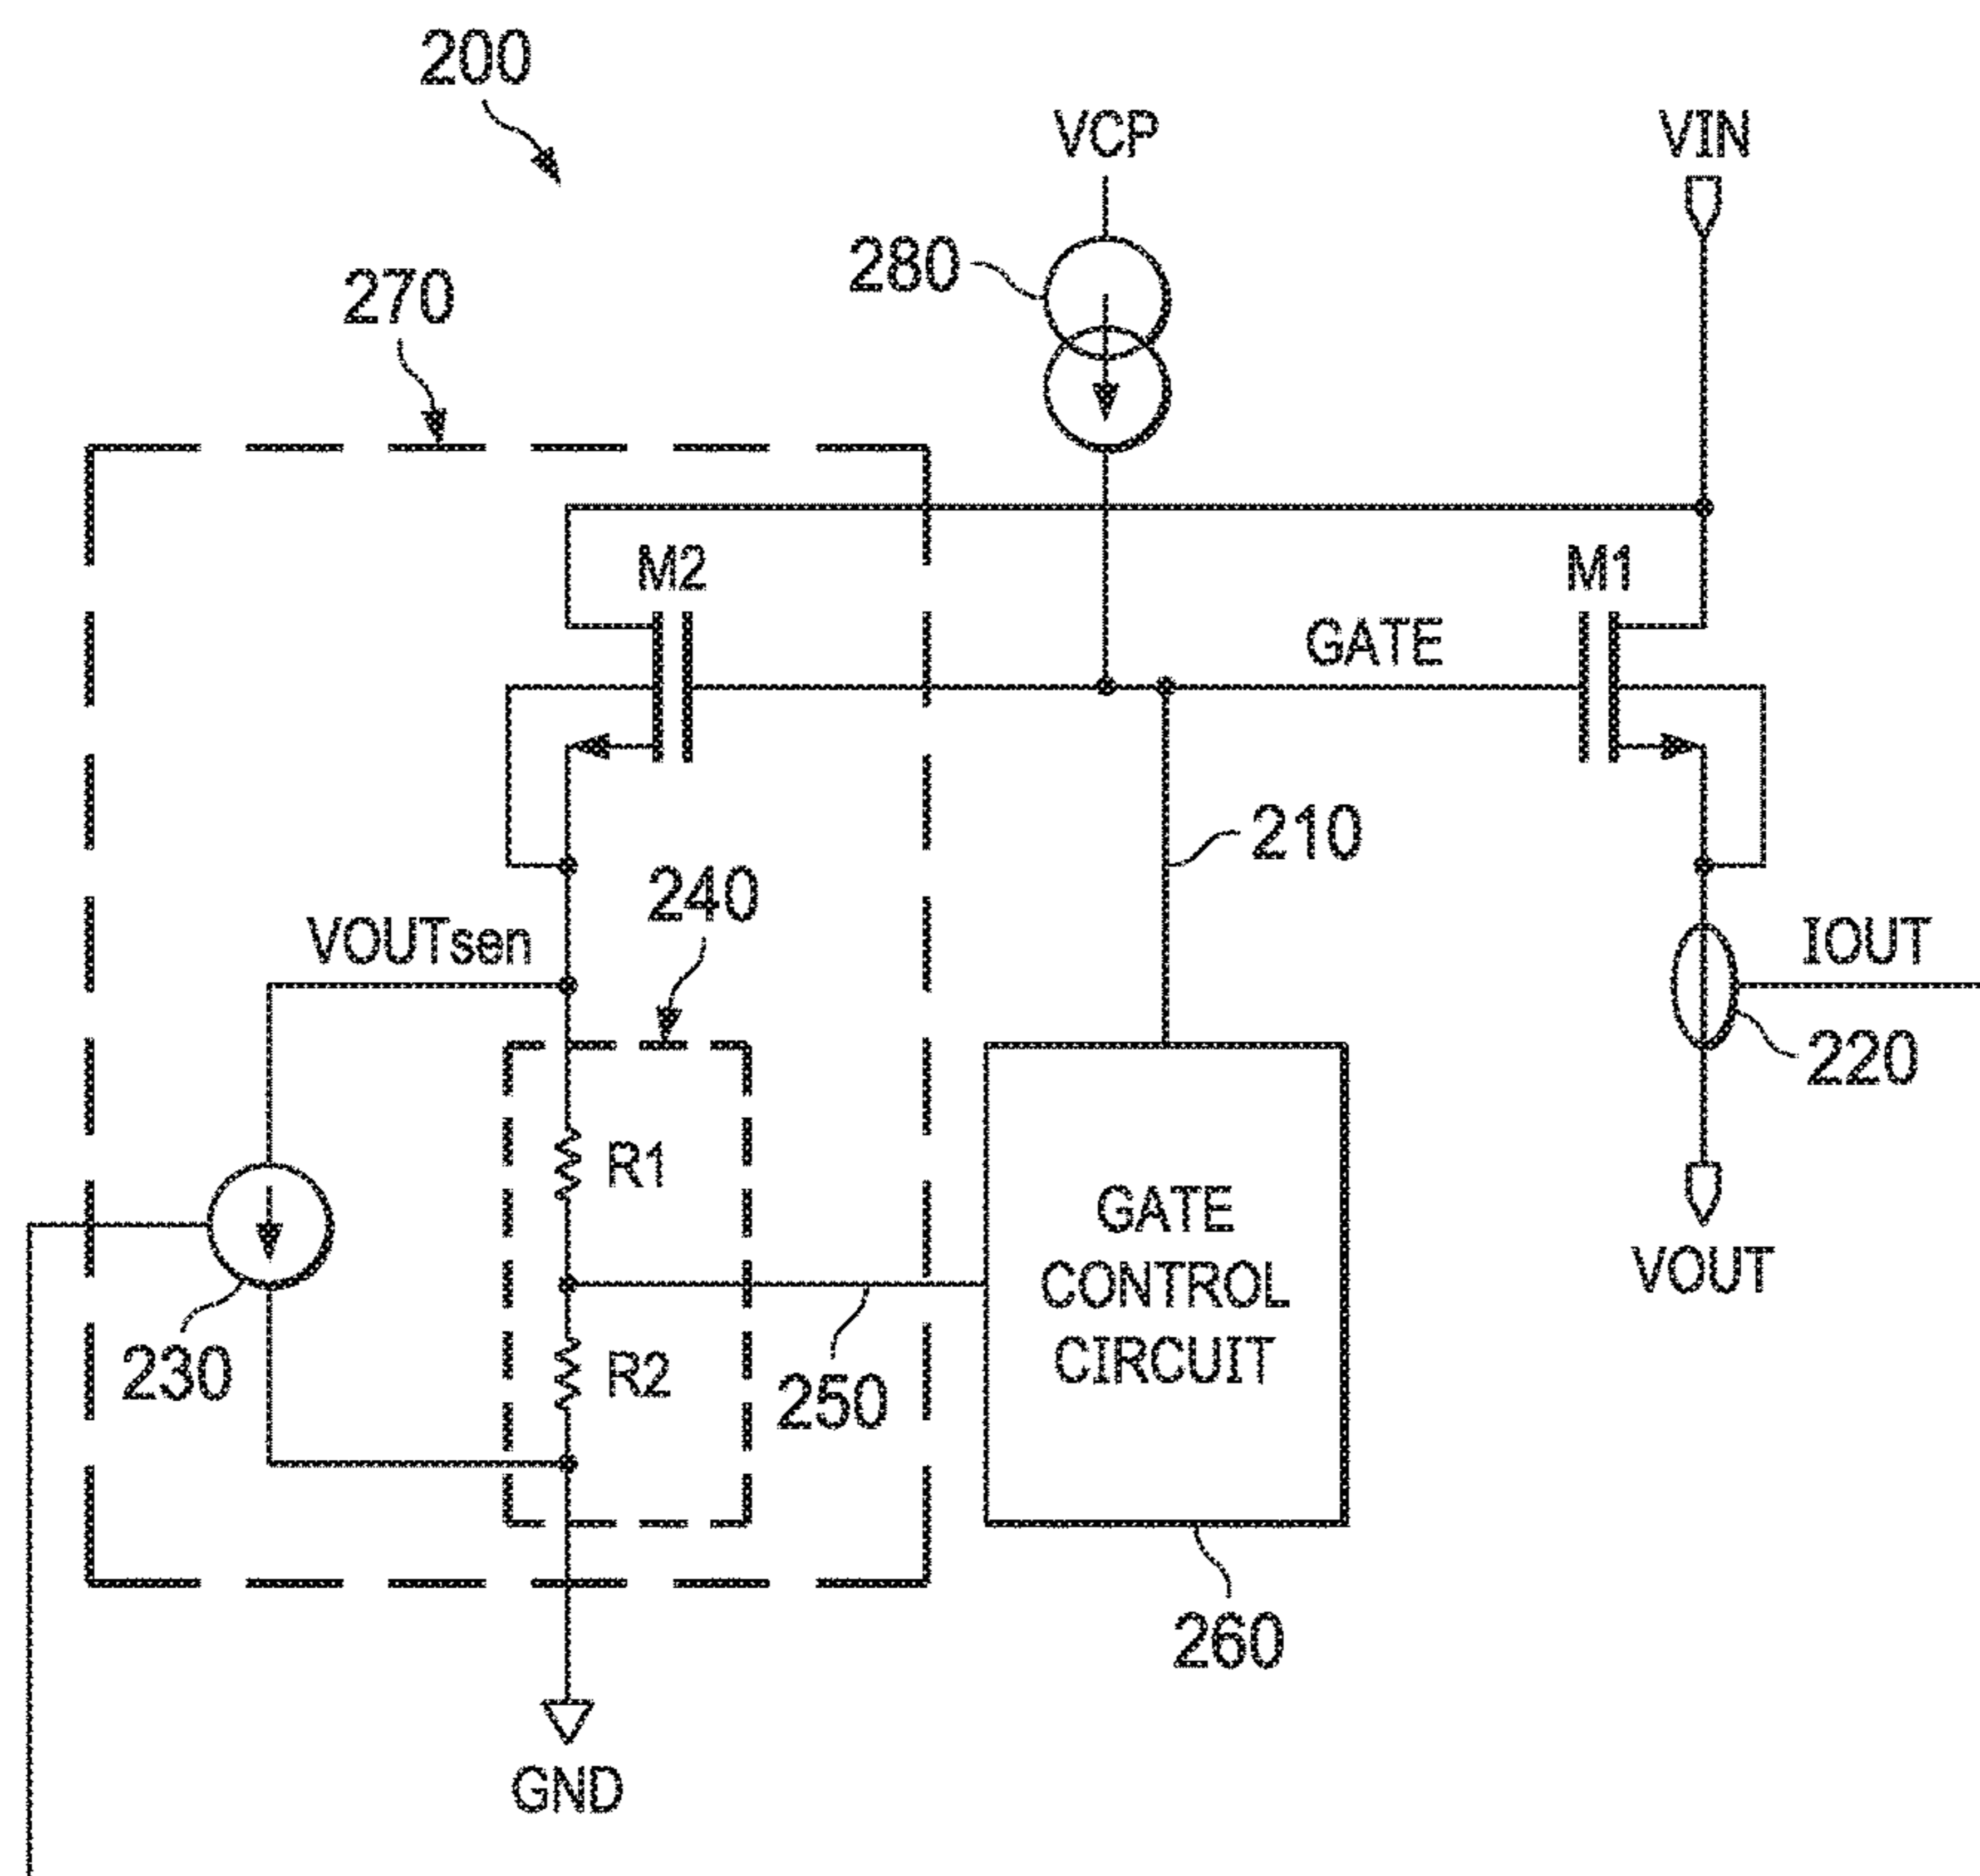 200
VCP
VIN
280
270
M2
M1
GATE
210
240
VOUTsen
IOUT
220
R1
GATE
CONTROL
CIRCUIT
VOUT
230
R2
250
260
GND